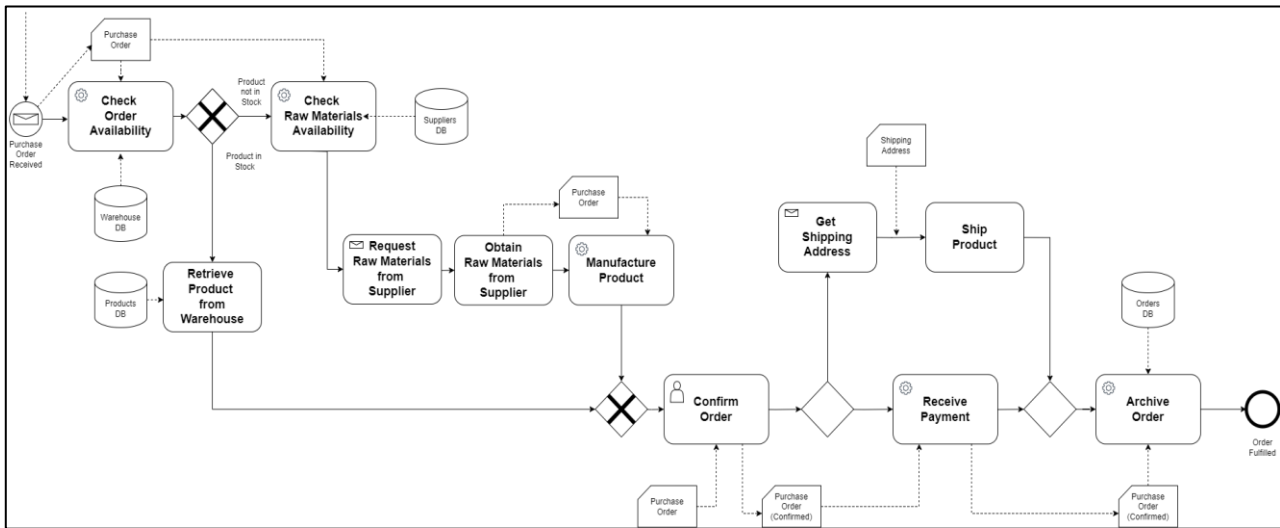 Purchase
Order
Product
not in
Stock
Check
Order
Availability
Check
Raw Materials
Availability
Suppliers
DB
Purchase
Order
Received
Product in
Stock
Shipping
Address
Warehouse
DB
Purchase
Order
Get
Shipping
Address
Ship
Product
Request
Raw Materials
from
Supplier
Obtain
Raw Materials
from
Supplier
Manufacture
Product
Retrieve
Product
from
Warehouse
Products
DB
Orders
DB
Confirm
Order
Receive
Payment
Archive
Order
Order
Fulfilled
Purchase
Order
Purchase
Order
(Confirmed)
Purchase
Order
(Confirmed)